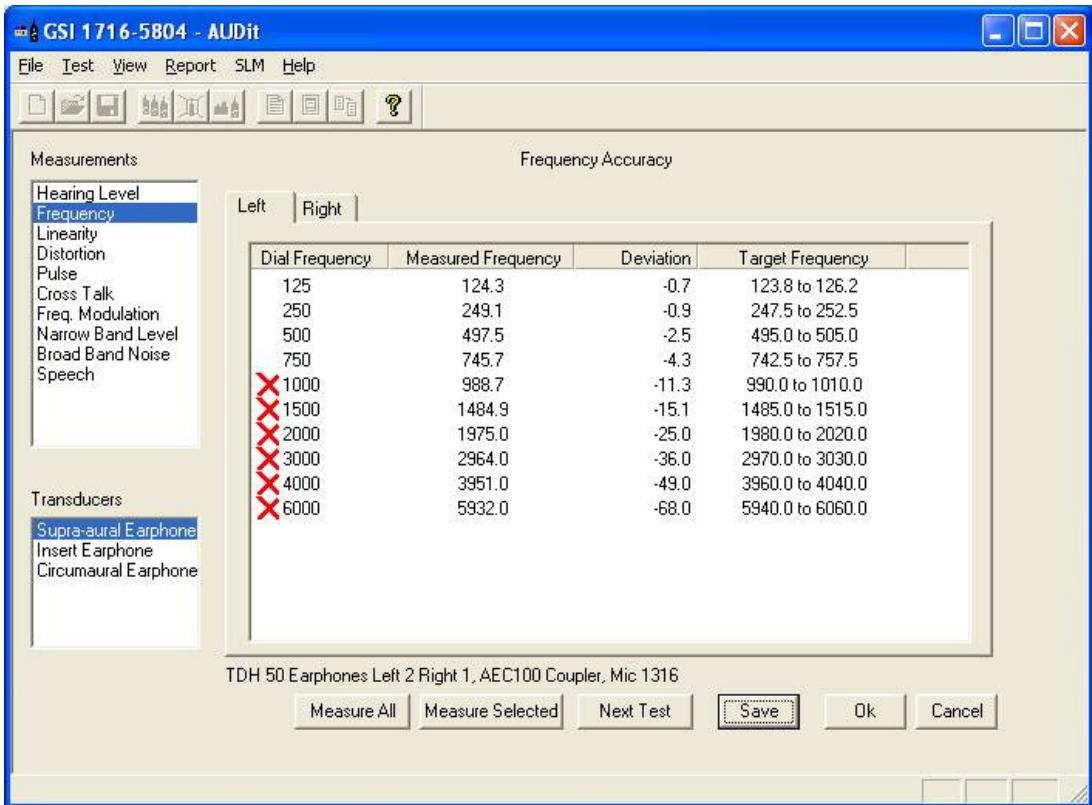 GSI 1716-5804 - AUDit
File Test View Report SLM Help
Measurements
Frequency Accuracy
Hearing Level
Frequency
Linearity
Distortion
Pulse
Cross Talk
Freq. Modulation
Narrow Band Level
Broad Band Noise
Speech
Left Right
Dial Frequency Measured Frequency Deviation Target Frequency
125 124.3 -0.7 123.8 to 126.2
250 249.1 -0.9 247.5 to 252.5
500 497.5 -2.5 495.0 to 505.0
750 745.7 -4.3 742.5 to 757.5
1000 988.7 -11.3 990.0 to 1010.0
1500 1484.9 -15.1 1485.0 to 1515.0
2000 1975.0 -25.0 1980.0 to 2020.0
3000 2964.0 -36.0 2970.0 to 3030.0
4000 3951.0 -49.0 3960.0 to 4040.0
6000 5932.0 -68.0 5940.0 to 6060.0
Transducers
Supra-aural Earphone
Insert Earphone
Circumaural Earphone
TDH 50 Earphones Left 2 Right 1, AEC100 Coupler, Mic 1316
Measure All Measure Selected Next Test Save Ok Cancel